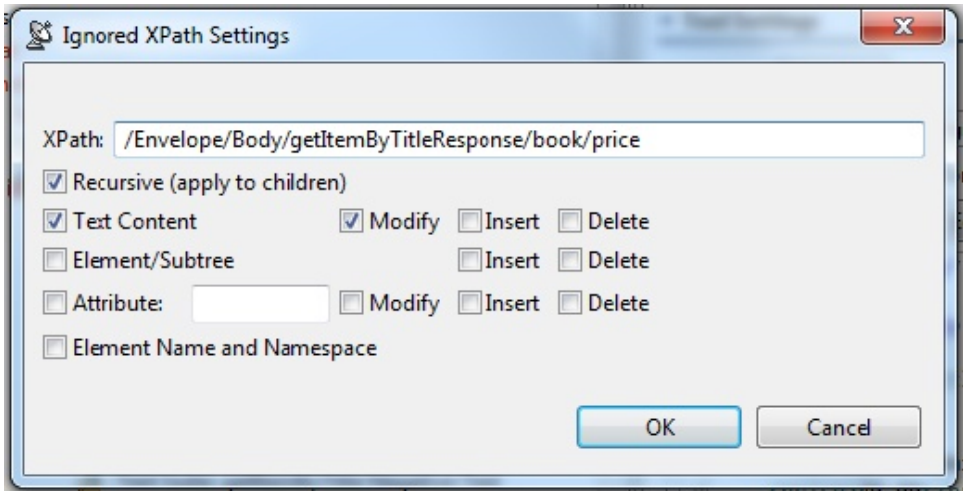 Ignored XPath Settings
XPath: /Envelope/Body/getItemByTitleResponse/book/price
Recursive (apply to children)
Text Content Modify Insert Delete
Element/Subtree Insert Delete
Attribute: Modify Insert Delete
Element Name and Namespace
OK Cancel